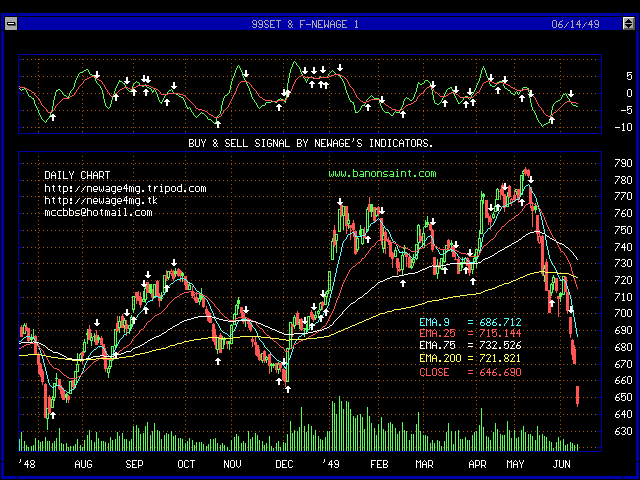 99SET & F-NEWAGE 1 06/14/49
5
0
-5
-10
BUY & SELL SIGNAL BY NEWAGE'S INDICATORS.
790
DAILY CHART www.banonsaint.com
780
http://newage4mg.tripod.com
770
http://newage4mg.tk
mccbbs@hotmail.com
760
750
740
730
720
710
700
EMA.9 = 686.712
690
EMA.25 = 715.144
EMA.75 = 732.526
680
EMA.200 = 721.821
670
CLOSE = 646.690
660
650
640
630
'48 AUG SEP OCT NOV DEC '49 FEB MAR APR MAY JUN